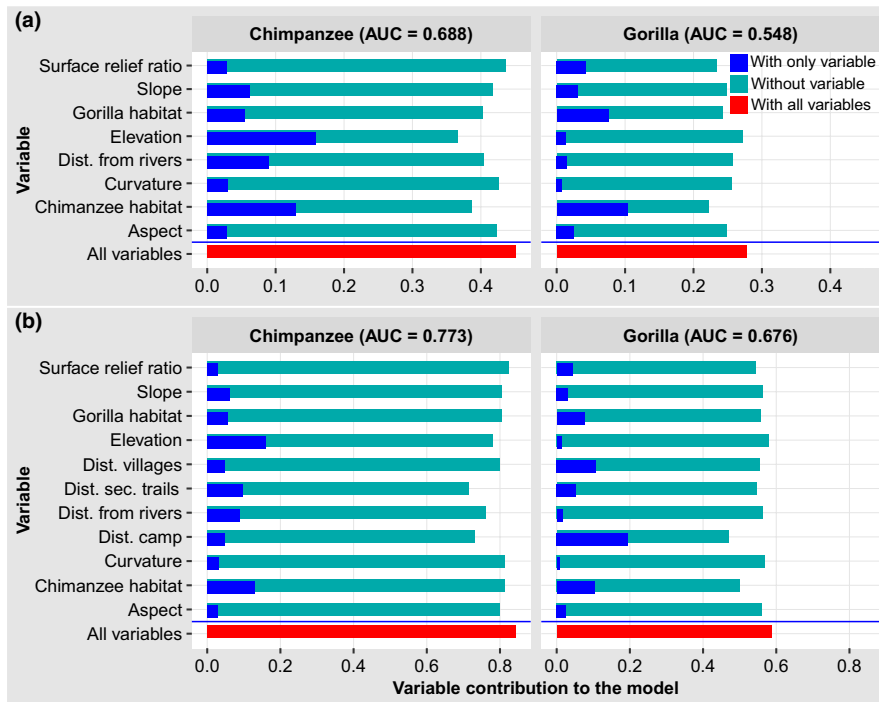 (a)
Chimpanzee (AUC = 0.688)
Gorilla (AUC = 0.548)
With only variable
Without variable
With all variables
Variable
Surface relief ratio
Slope
Gorilla habitat
Elevation
Dist. from rivers
Curvature
Chimanzee habitat
Aspect
All variables
0.0 0.1 0.2 0.3 0.4
0.0 0.1 0.2 0.3 0.4
(b)
Chimpanzee (AUC = 0.773)
Gorilla (AUC = 0.676)
Variable
Surface relief ratio
Slope
Gorilla habitat
Elevation
Dist. villages
Dist. sec. trails
Dist. from rivers
Dist. camp
Curvature
Chimanzee habitat
Aspect
All variables
0.0 0.2 0.4 0.6 0.8
0.0 0.2 0.4 0.6 0.8
Variable contribution to the model